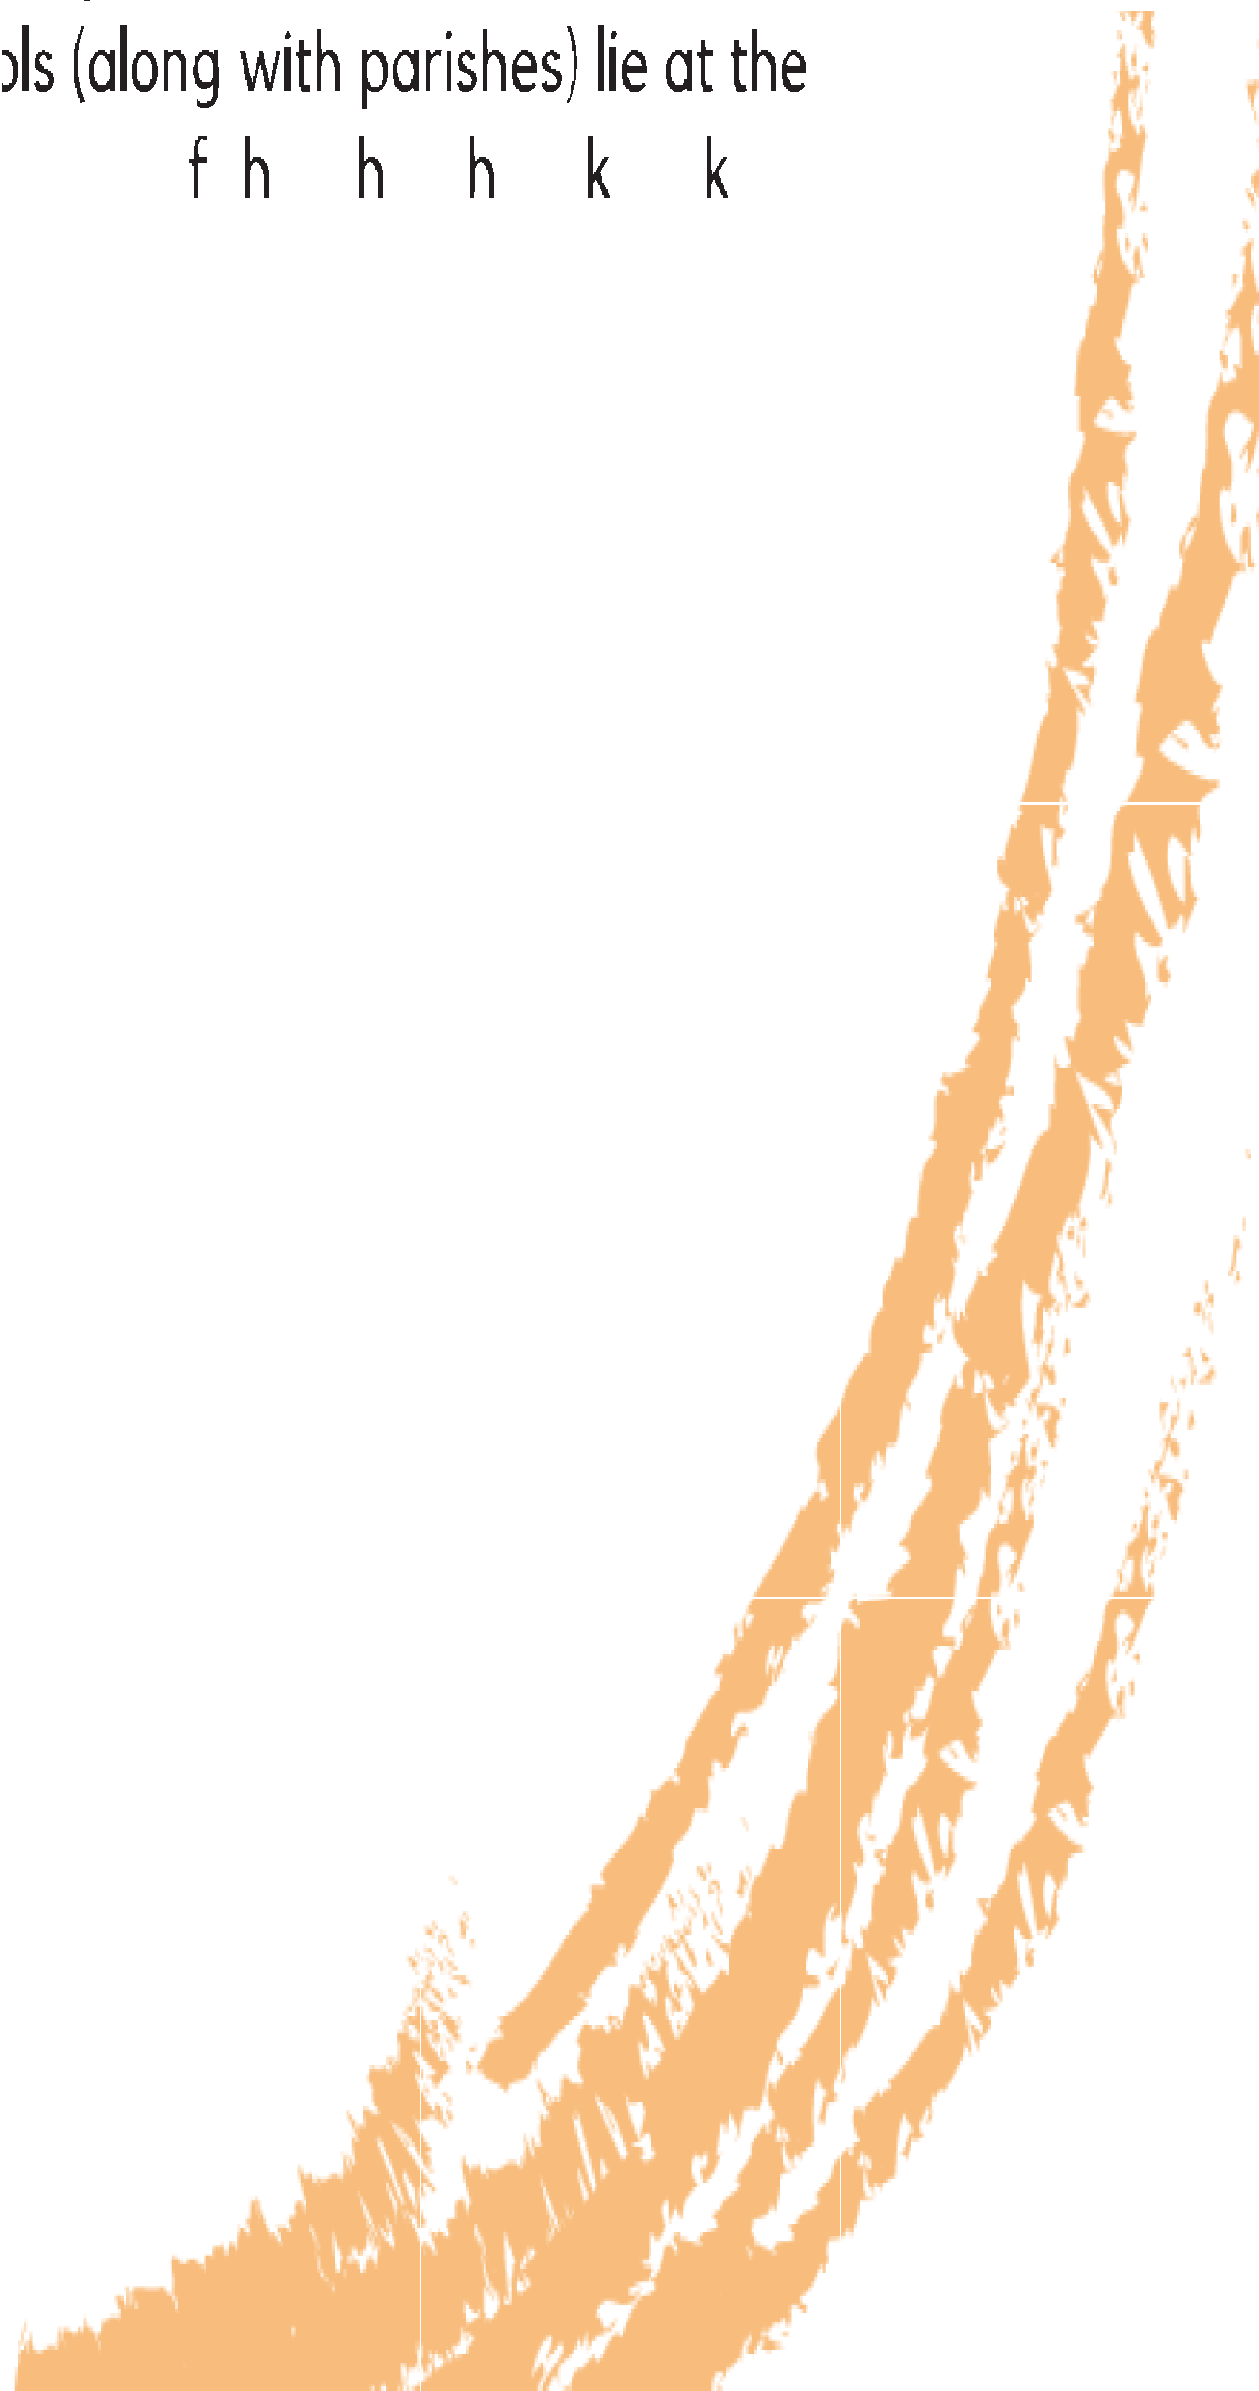 ols (along with parishes) lie at the
f h h h k k